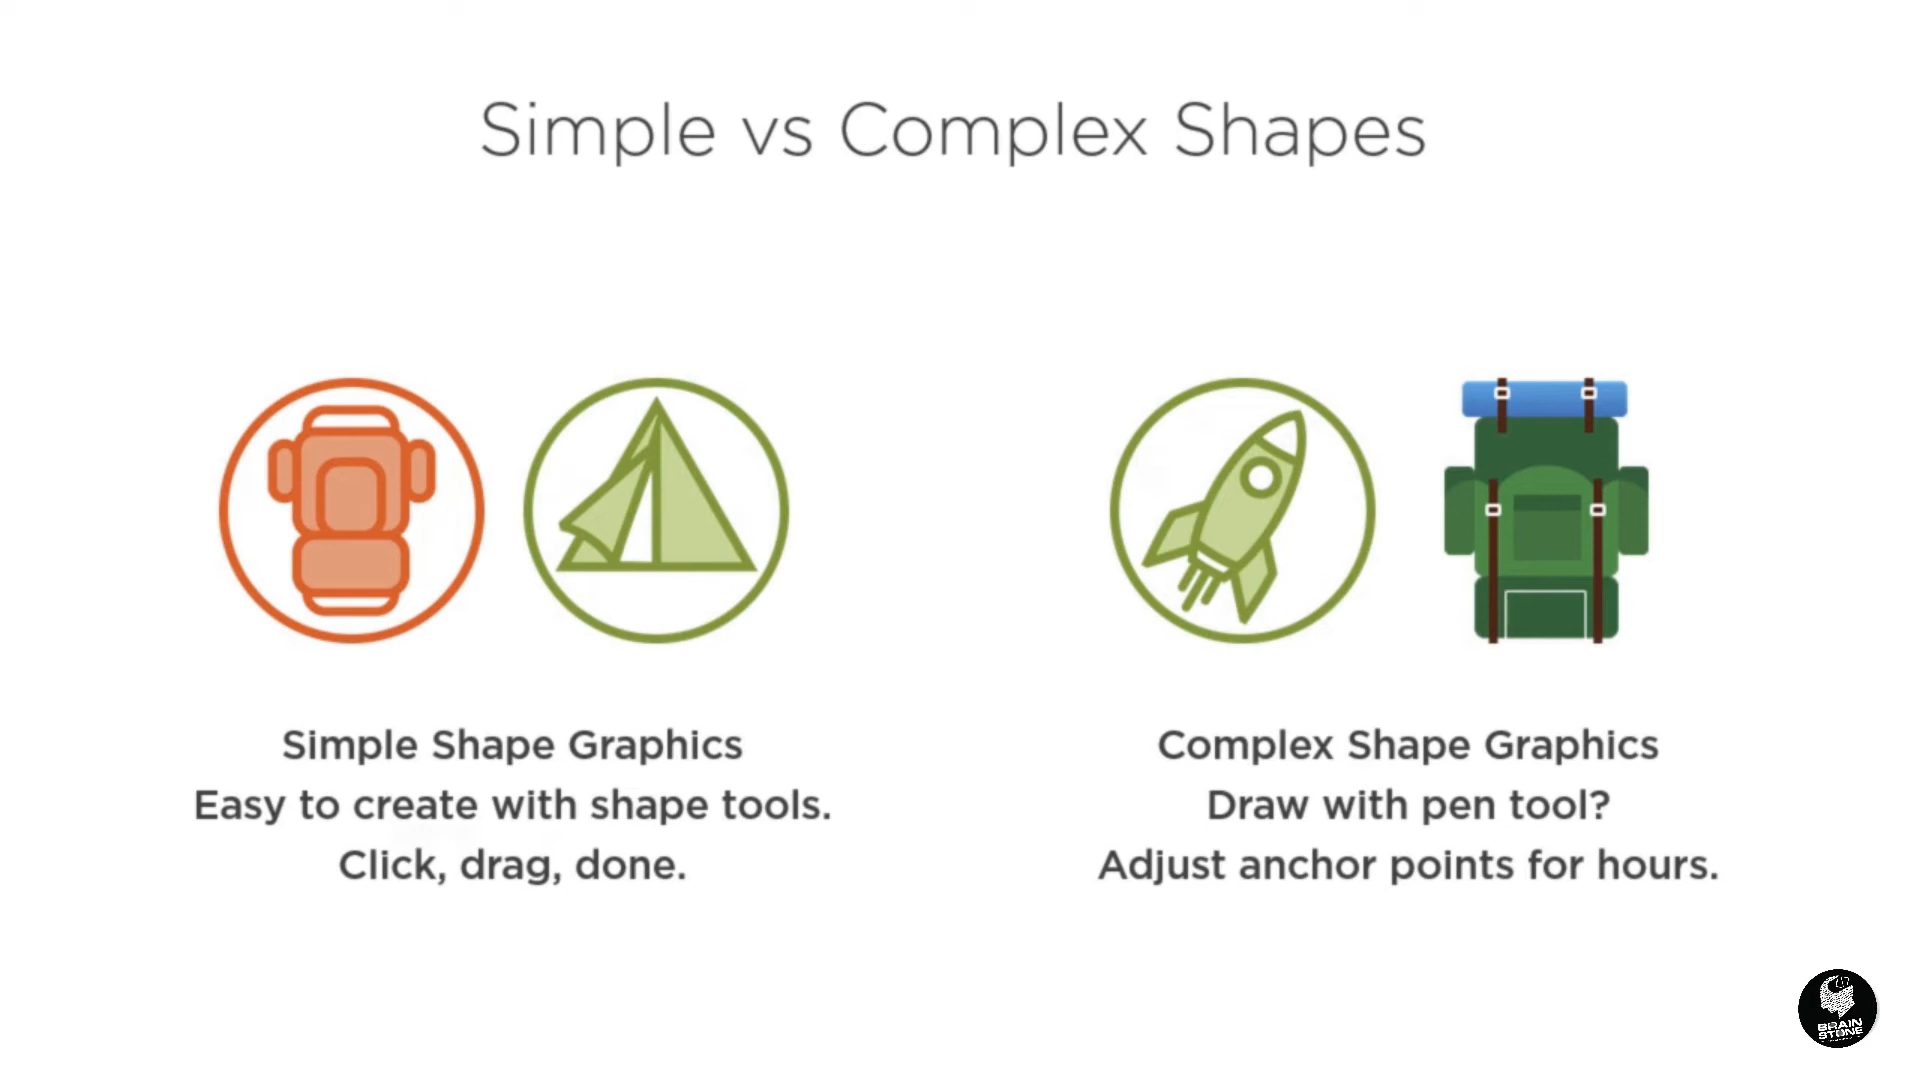 Simple vs Complex Shapes
Simple Shape Graphics
Easy to create with shape tools.
Click, drag, done.
Complex Shape Graphics
Draw with pen tool?
Adjust anchor points for hours.
BRAIN
STONE